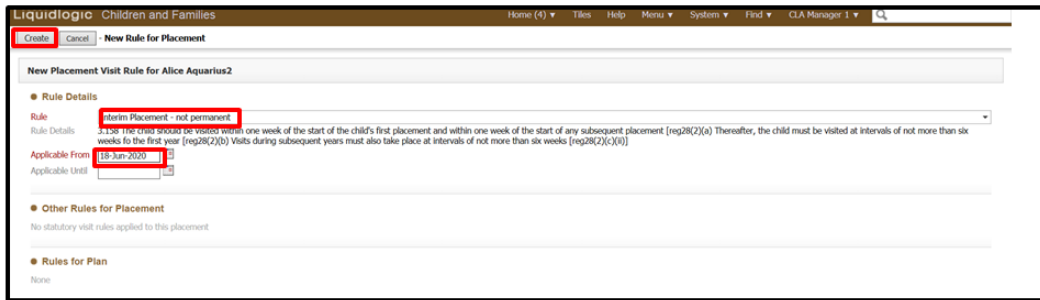 Liquidlogic Children and Families Home (4) Tiles Help Menu System Find CLA Manager 1
Create Cancel - New Rule for Placement
New Placement Visit Rule for Alice Aquarius2
Rule Details
Rule Interim Placement - not permanent
Rule Details 3.158 The child should be visited within one week of the start of the child's first placement and within one week of the start of any subsequent placement [reg28(2)(a) Thereafter, the child must be visited at intervals of not more than six
weeks fo the first year [reg28(2)(b) Visits during subsequent years must also take place at intervals of not more than six weeks [reg28(2)(c)(ii)]
Applicable From 18-Jun-2020
Applicable Until
Other Rules for Placement
No statutory visit rules applied to this placement
Rules for Plan
None